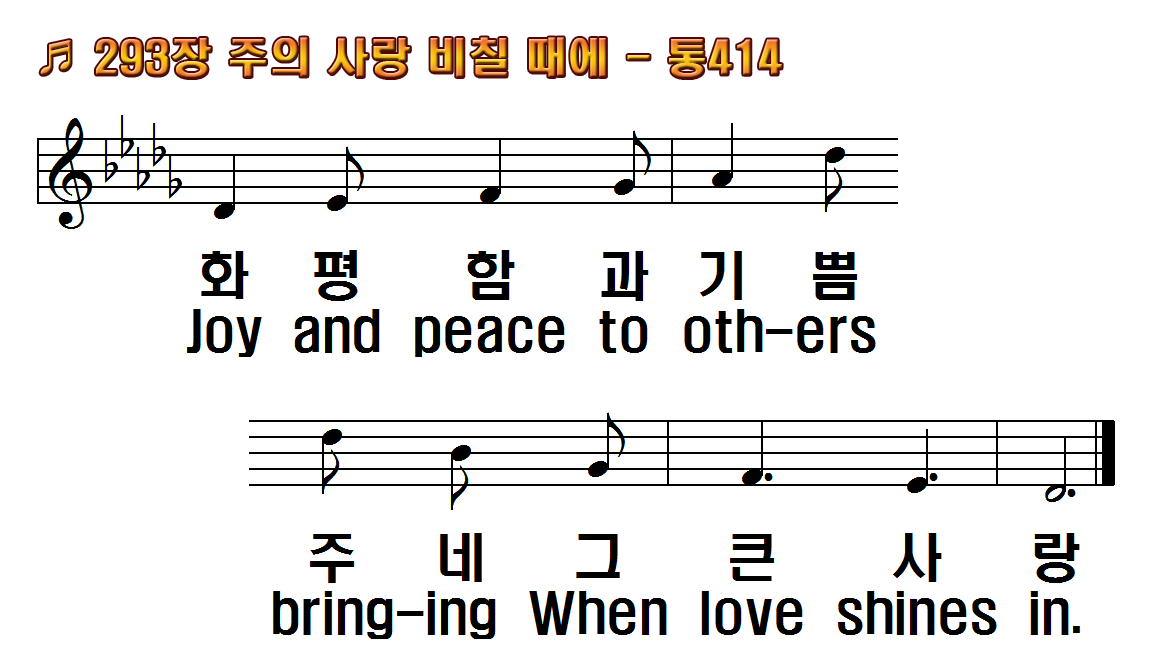 ♬ 293장 주의 사랑 비칠 때에 - 통414
화 평 함 과 기 쁨
Joy and peace to oth-ers
주 네 그 큰 사 랑
bring-ing When love shines in.